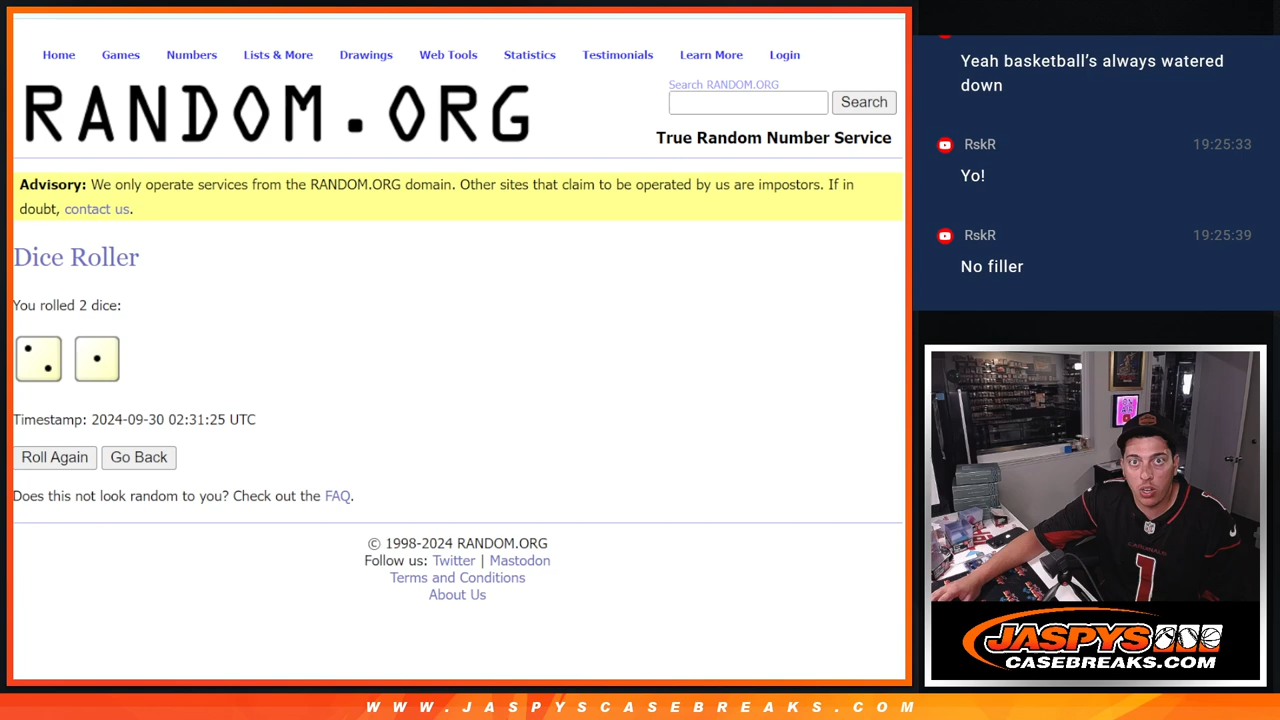 Home Games Numbers Lists & More Drawings Web Tools Statistics Testimonials Learn More Login
RANDOM.ORG
Search RANDOM.ORG
Search
True Random Number Service
Advisory: We only operate services from the RANDOM.ORG domain. Other sites that claim to be operated by us are impostors. If in
doubt, contact us.
Dice Roller
You rolled 2 dice:
Timestamp: 2024-09-30 02:31:25 UTC
Roll Again Go Back
Does this not look random to you? Check out the FAQ.
© 1998-2024 RANDOM.ORG
Follow us: Twitter | Mastodon
Terms and Conditions
About Us
Yeah basketball’s always watered
down
RskR 19:25:33
Yo!
RskR 19:25:39
No filler
CARDINALS
1
JASPYS
CASEBREAKS.COM
WWW.JASPYSCASEBREAKS.COM